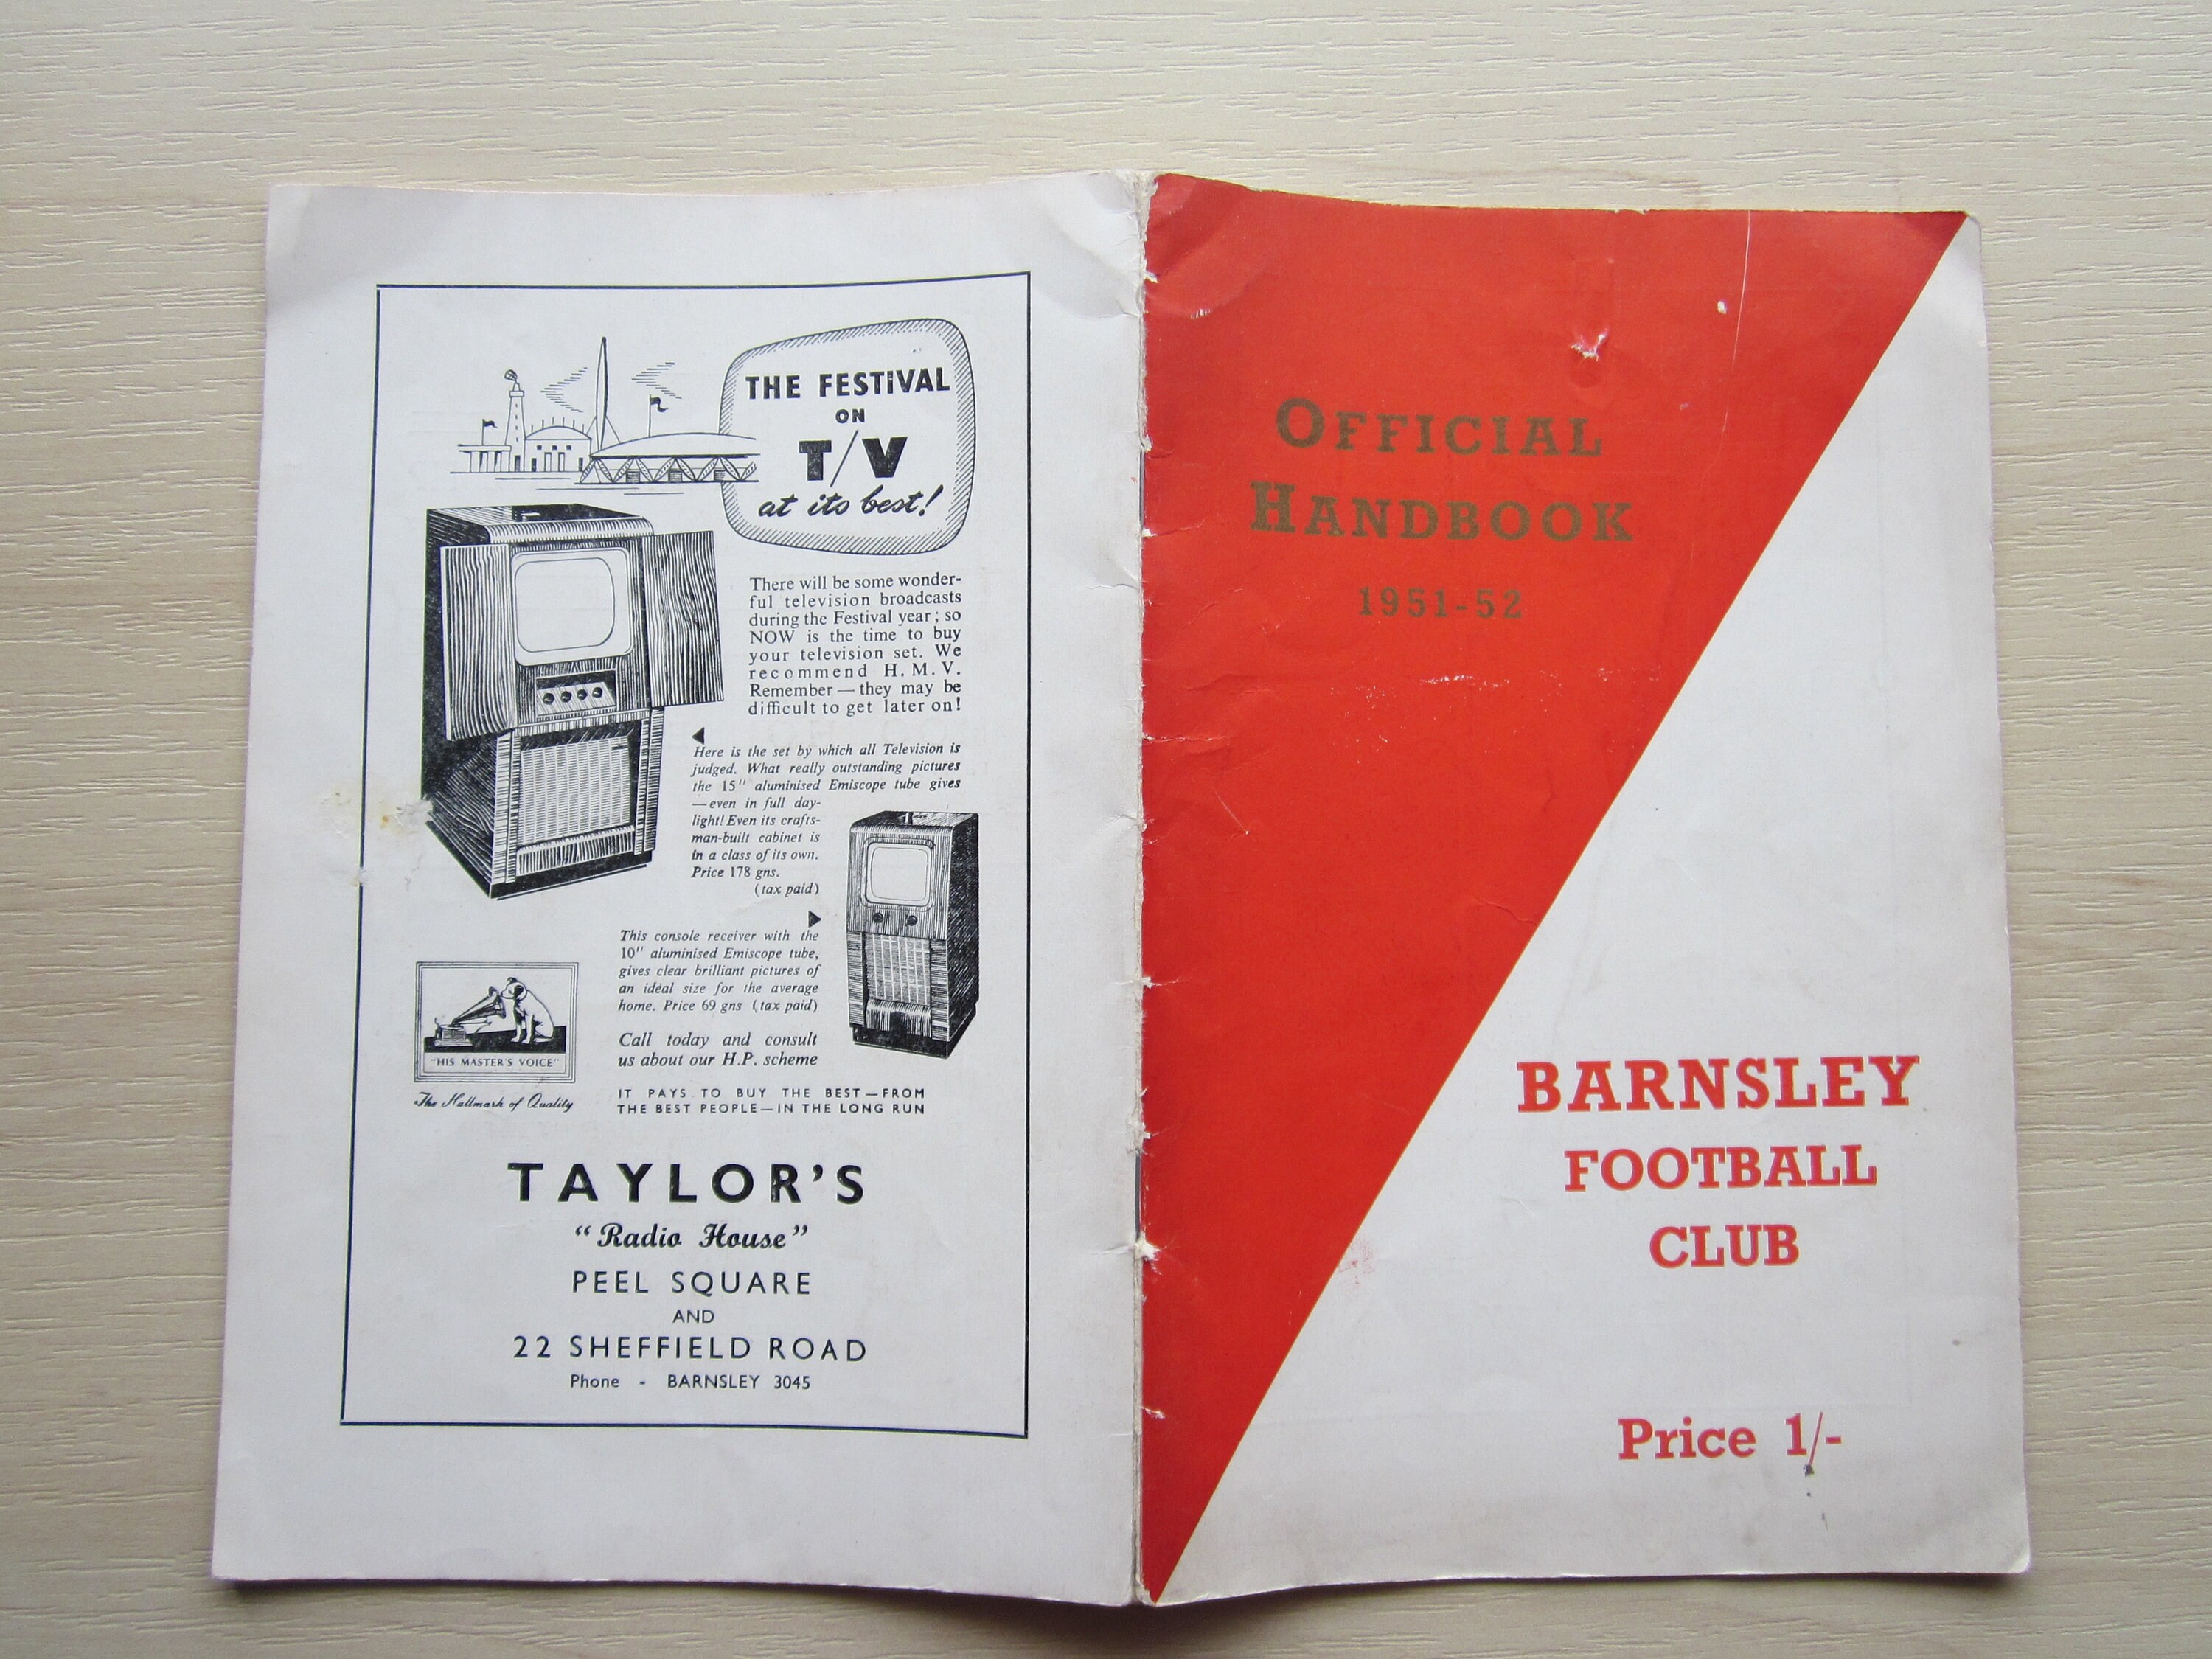 THE FESTIVAL
ON
T/V
at its best!
There will be some wonder-
ful television broadcasts
during the Festival year; so
NOW is the time to buy
your television set. We
recommend H. M. V.
Remember — they may be
difficult to get later on!
Here is the set by which all Television is
judged. What really outstanding pictures
the 15" aluminised Emiscope tube gives
— even in full day-
light! Even its crafts-
man-built cabinet is
in a class of its own.
Price 178 gns.
(tax paid)
This console receiver with the
10" aluminised Emiscope tube,
gives clear brilliant pictures of
an ideal size for the average
home. Price 69 gns (tax paid)
Call today and consult
us about our H.P. scheme
"HIS MASTER'S VOICE"
The Hallmark of Quality
IT PAYS TO BUY THE BEST — FROM
THE BEST PEOPLE — IN THE LONG RUN
TAYLOR'S
"Radio House"
PEEL SQUARE
AND
22 SHEFFIELD ROAD
Phone - BARNSLEY 3045
OFFICIAL
HANDBOOK
1951-52
BARNSLEY
FOOTBALL
CLUB
Price 1/-